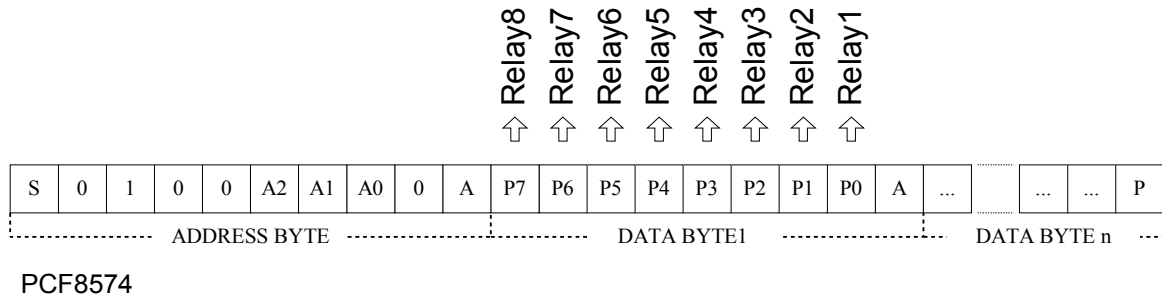 Relay8 Relay7 Relay6 Relay5 Relay4 Relay3 Relay2 Relay1
S 0 1 0 0 A2 A1 A0 0 A P7 P6 P5 P4 P3 P2 P1 P0 A ... ... ... P
ADDRESS BYTE DATA BYTE1 DATA BYTE n
PCF8574